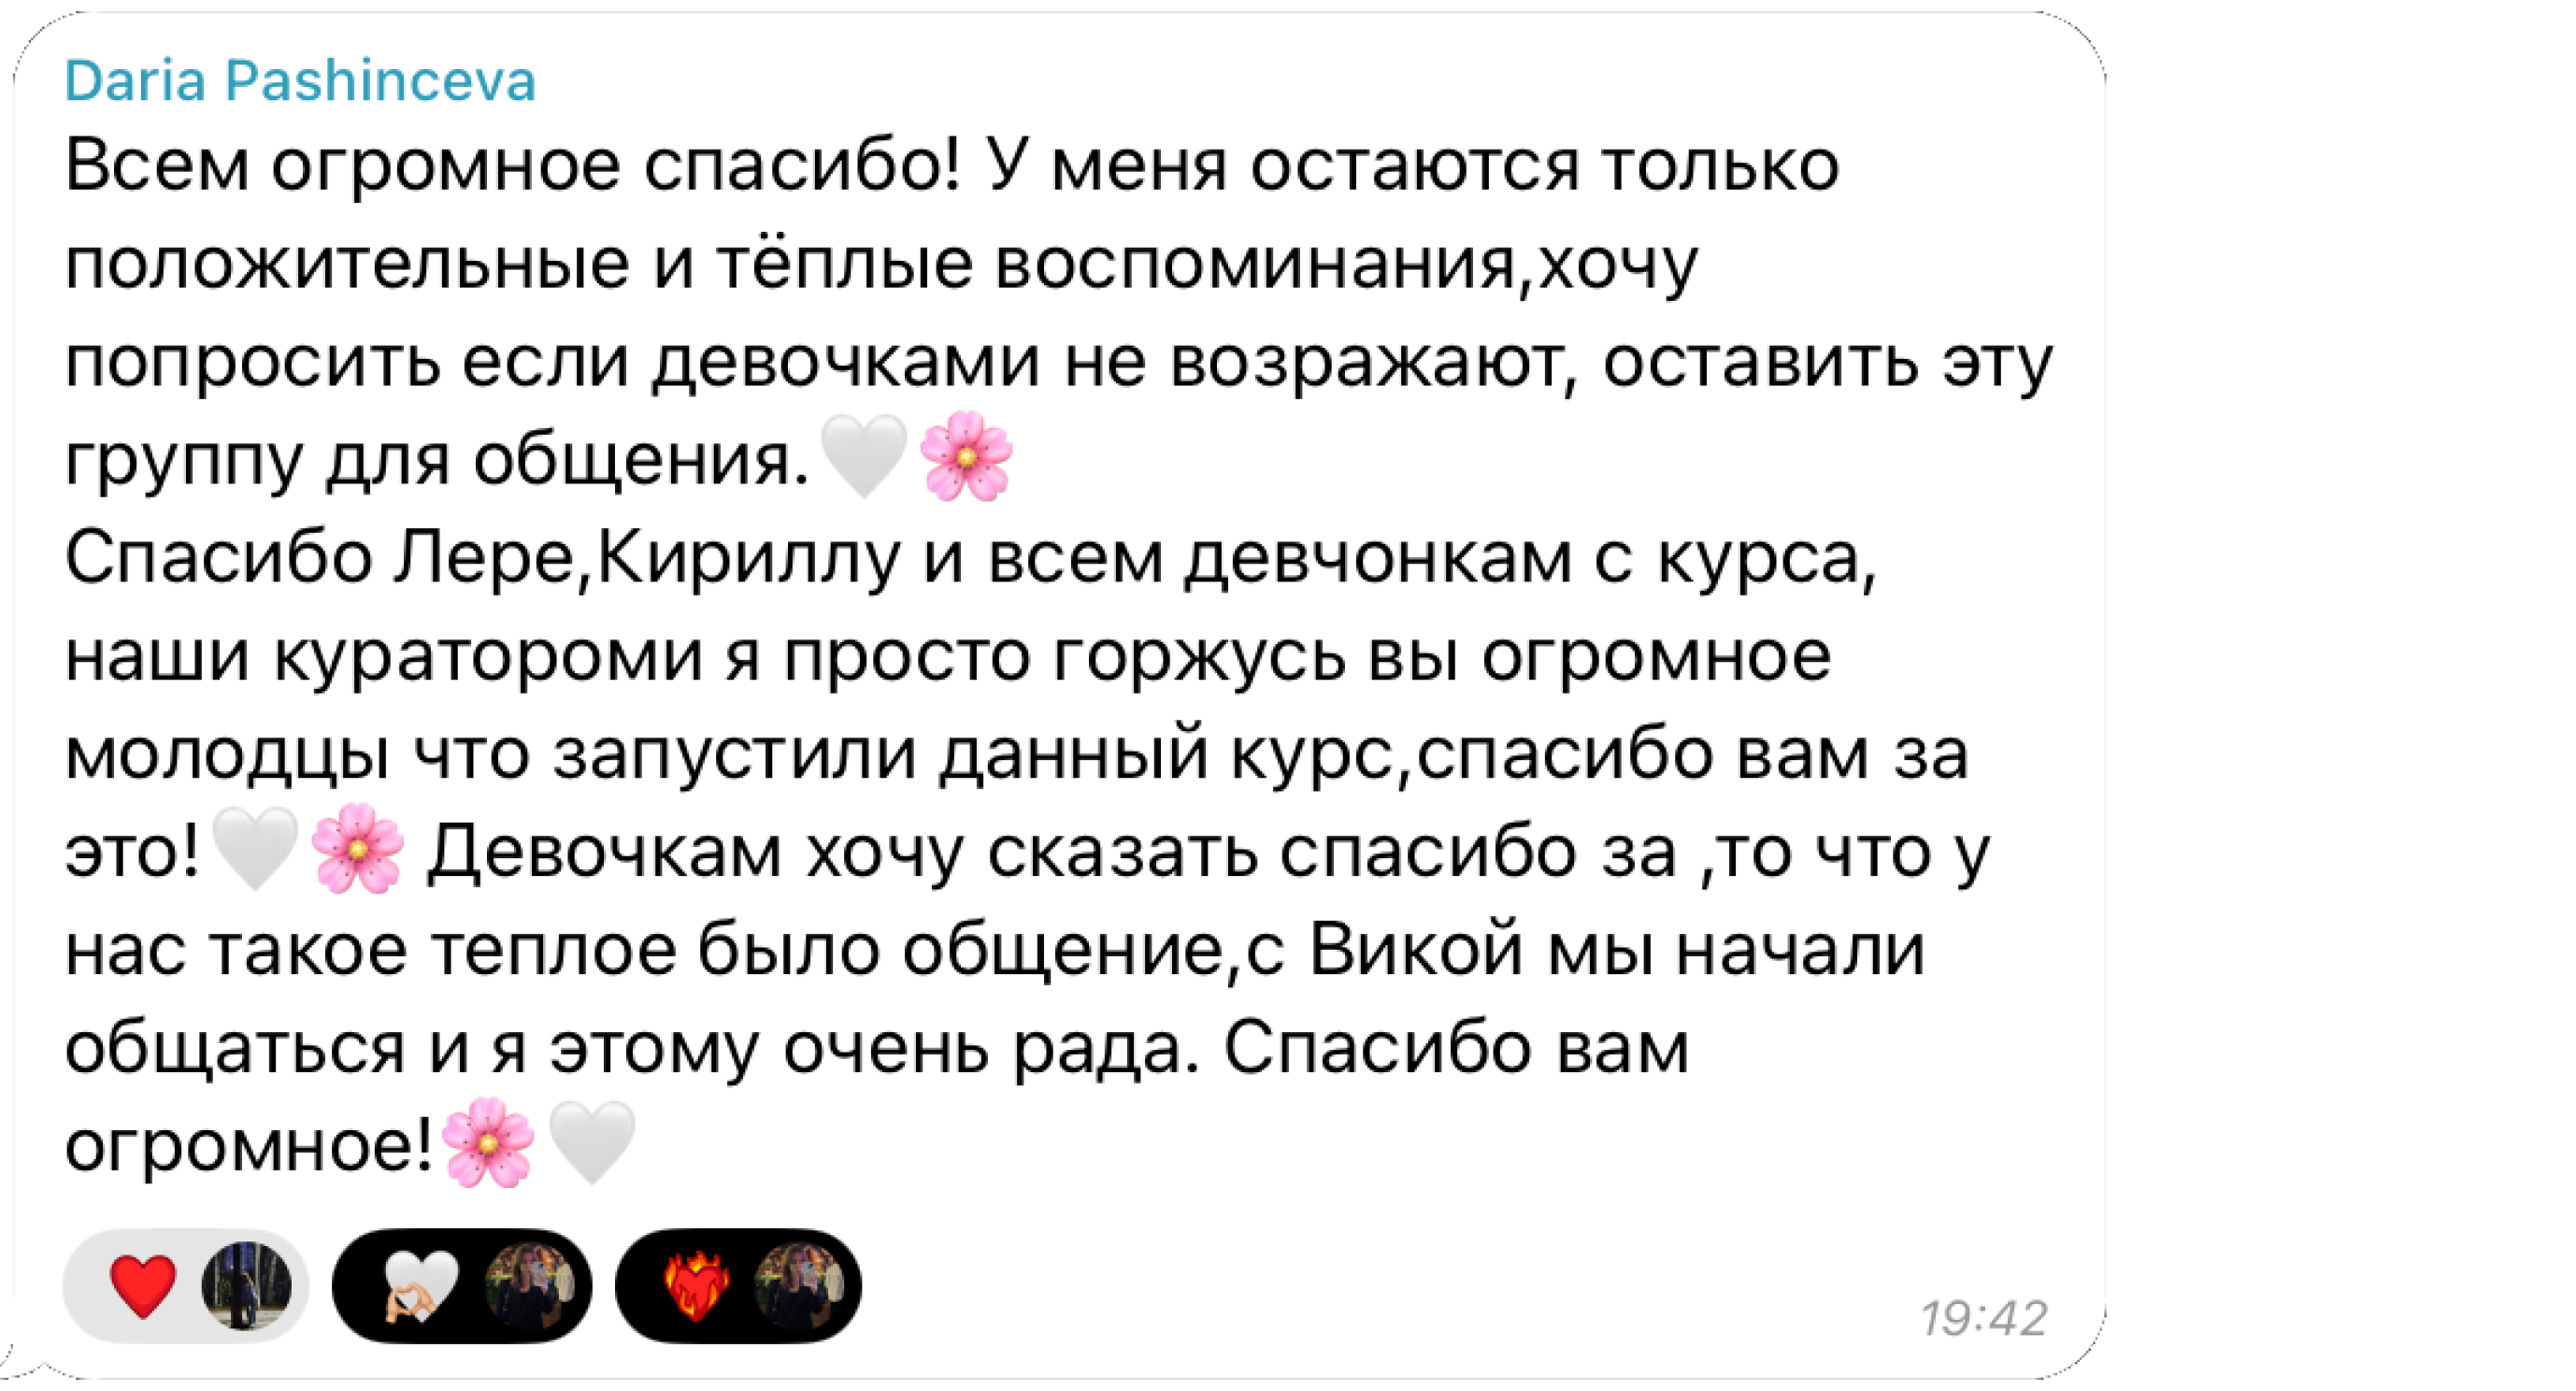 Daria Pashinceva
Всем огромное спасибо! У меня остаются только
положительные и тёплые воспоминания,хочу
попросить если девочками не возражают, оставить эту
группу для общения.🤍🌸
Спасибо Лере,Кириллу и всем девчонкам с курса,
наши куратороми я просто горжусь вы огромное
молодцы что запустили данный курс,спасибо вам за
это!🤍🌸 Девочкам хочу сказать спасибо за ,то что у
нас такое теплое было общение,с Викой мы начали
общаться и я этому очень рада. Спасибо вам
огромное!🌸🤍
19:42